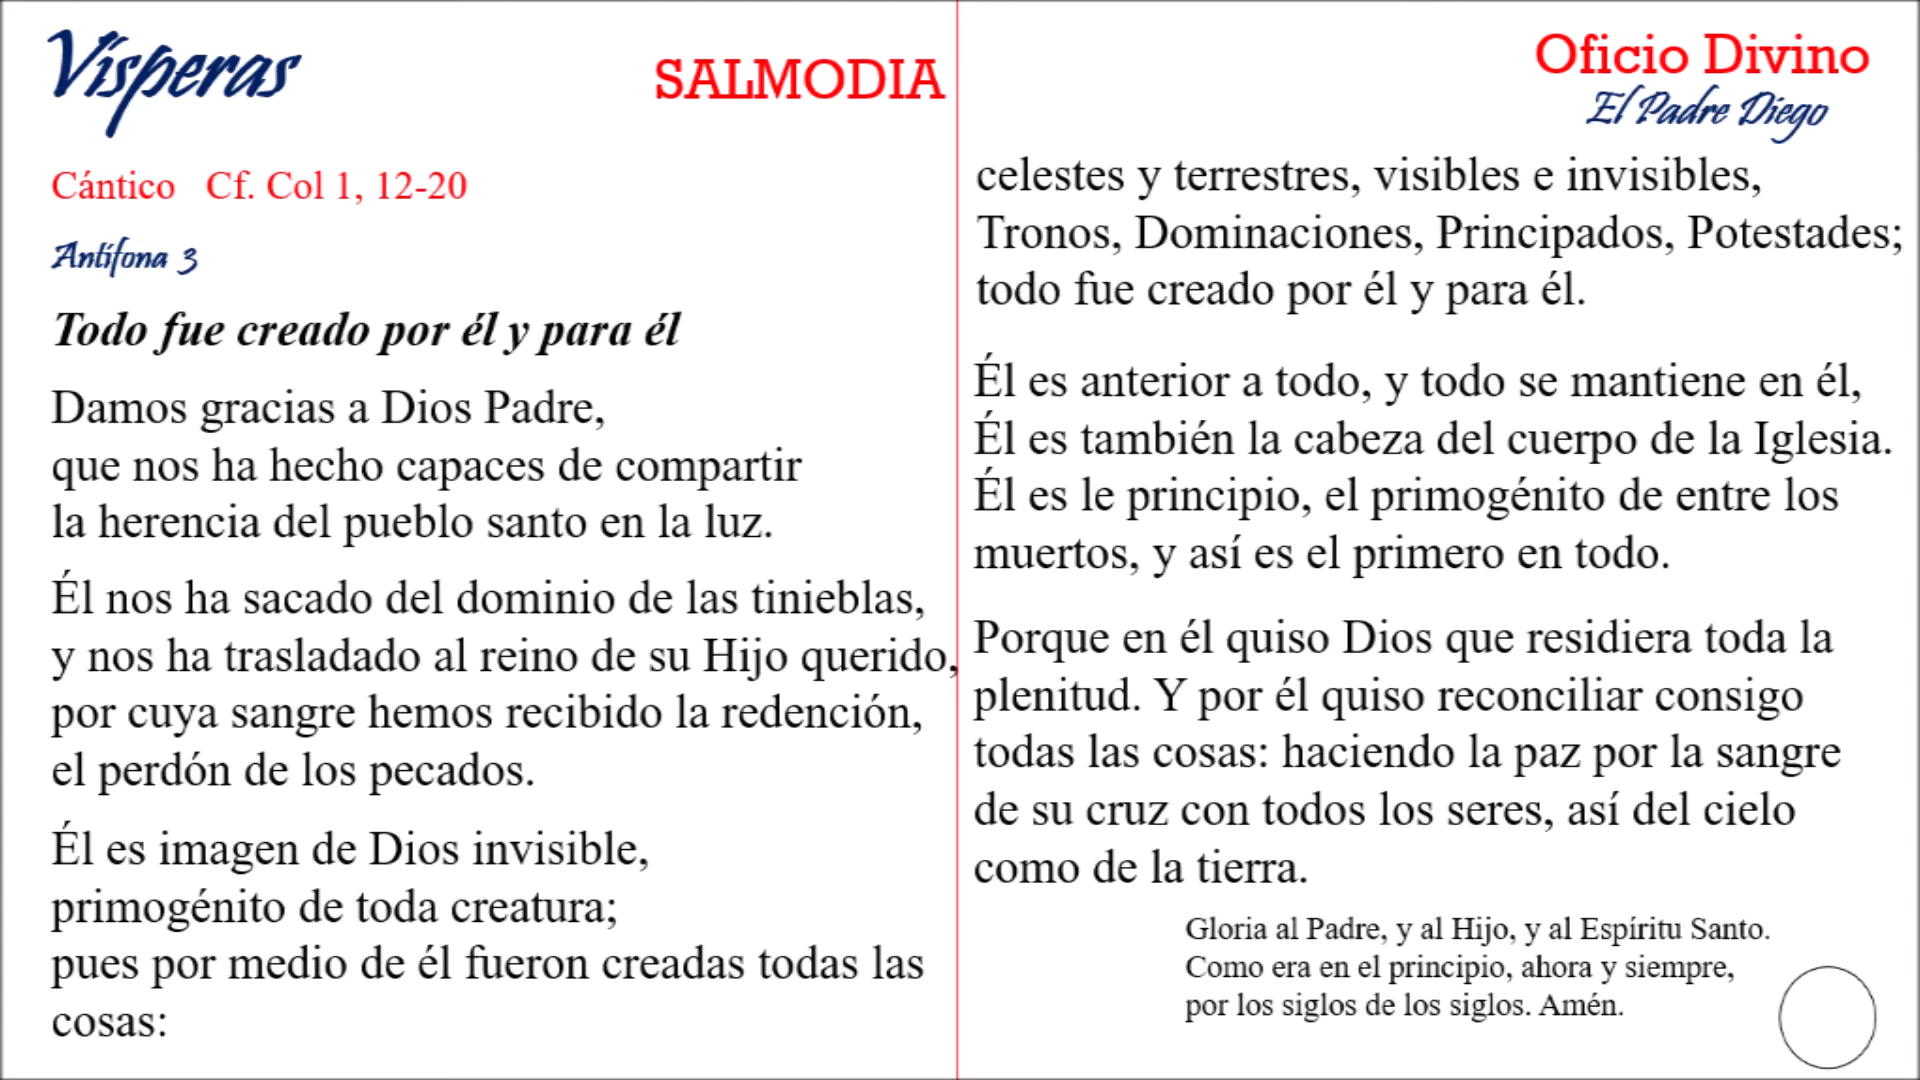 Vísperas
SALMODIA
Oficio Divino
El Padre Diego
Cántico Cf. Col 1, 12-20
Antífona 3
Todo fue creado por él y para él
Damos gracias a Dios Padre,
que nos ha hecho capaces de compartir
la herencia del pueblo santo en la luz.
Él nos ha sacado del dominio de las tinieblas,
y nos ha trasladado al reino de su Hijo querido,
por cuya sangre hemos recibido la redención,
el perdón de los pecados.
Él es imagen de Dios invisible,
primogénito de toda creatura;
pues por medio de él fueron creadas todas las
cosas:
celestes y terrestres, visibles e invisibles,
Tronos, Dominaciones, Principados, Potestades;
todo fue creado por él y para él.
Él es anterior a todo, y todo se mantiene en él,
Él es también la cabeza del cuerpo de la Iglesia.
Él es le principio, el primogénito de entre los
muertos, y así es el primero en todo.
Porque en él quiso Dios que residiera toda la
plenitud. Y por él quiso reconciliar consigo
todas las cosas: haciendo la paz por la sangre
de su cruz con todos los seres, así del cielo
como de la tierra.
Gloria al Padre, y al Hijo, y al Espíritu Santo.
Como era en el principio, ahora y siempre,
por los siglos de los siglos. Amén.